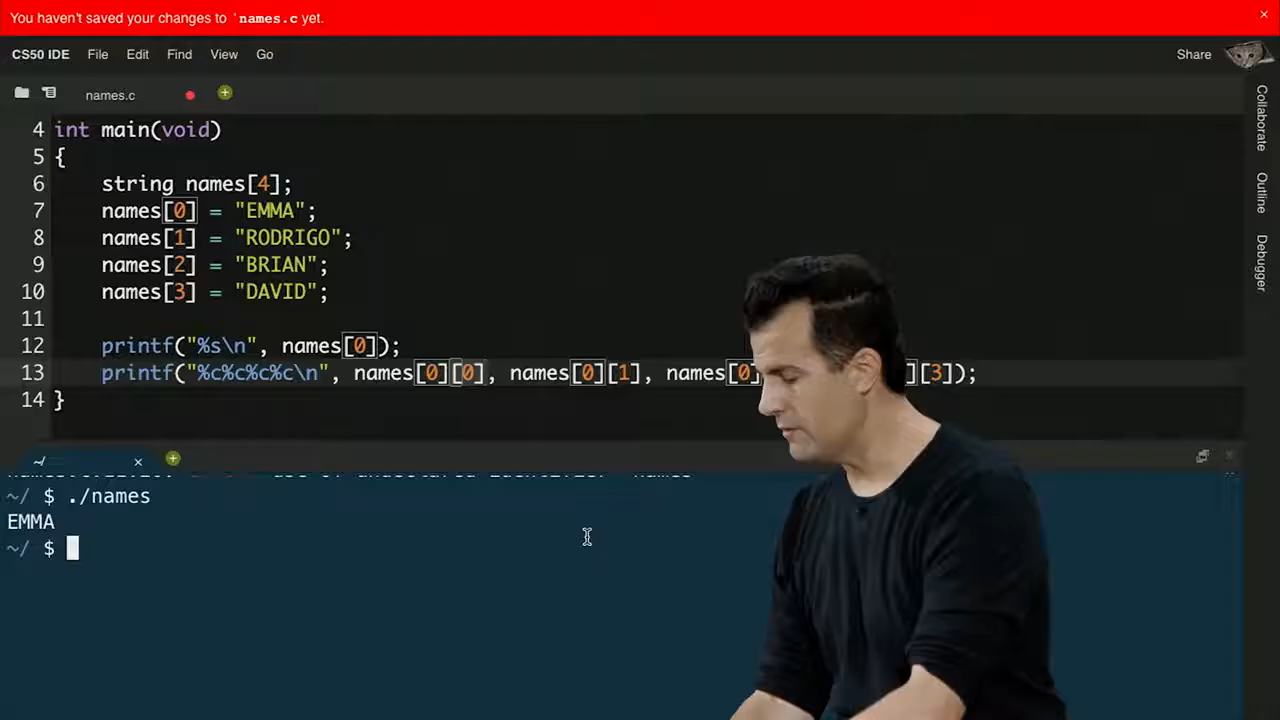 You haven't saved your changes to `names.c yet. ×
CS50 IDE File Edit Find View Go Share
names.c
4 int main(void)
5 {
6 string names[4];
7 names[0] = "EMMA";
8 names[1] = "RODRIGO";
9 names[2] = "BRIAN";
10 names[3] = "DAVID";
11
12 printf("%s\n", names[0]);
13 printf("%c%c%c%c\n", names[0][0], names[0][1], names[0 ][3]);
14 }
~/ ×
~/ $ ./names
EMMA
~/ $
Collaborate
Outline
Debugger